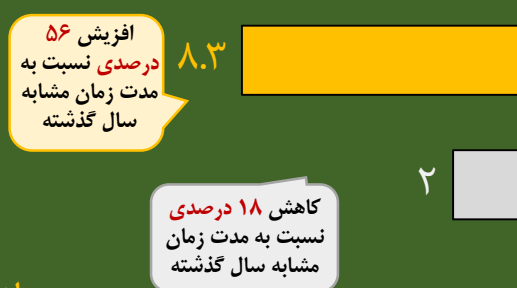 افزیش ۵۶
درصدی نسبت به
مدت زمان مشابه
سال گذشته
۸.۳
۲
کاهش ۱۸ درصدی
نسبت به مدت زمان
مشابه سال گذشته